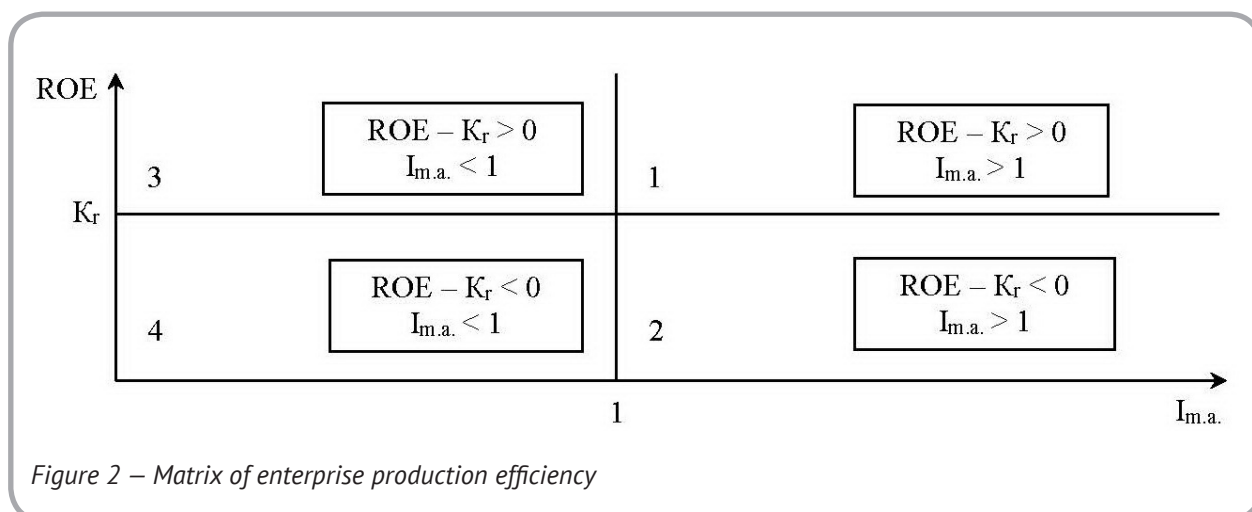 ROE
ROE – Kᵣ > 0
Iₘ.ₐ. < 1
ROE – Kᵣ > 0
Iₘ.ₐ. > 1
3
1
Kᵣ
ROE – Kᵣ < 0
Iₘ.ₐ. < 1
ROE – Kᵣ < 0
Iₘ.ₐ. > 1
4
2
1
Iₘ.ₐ.
Figure 2 — Matrix of enterprise production efficiency